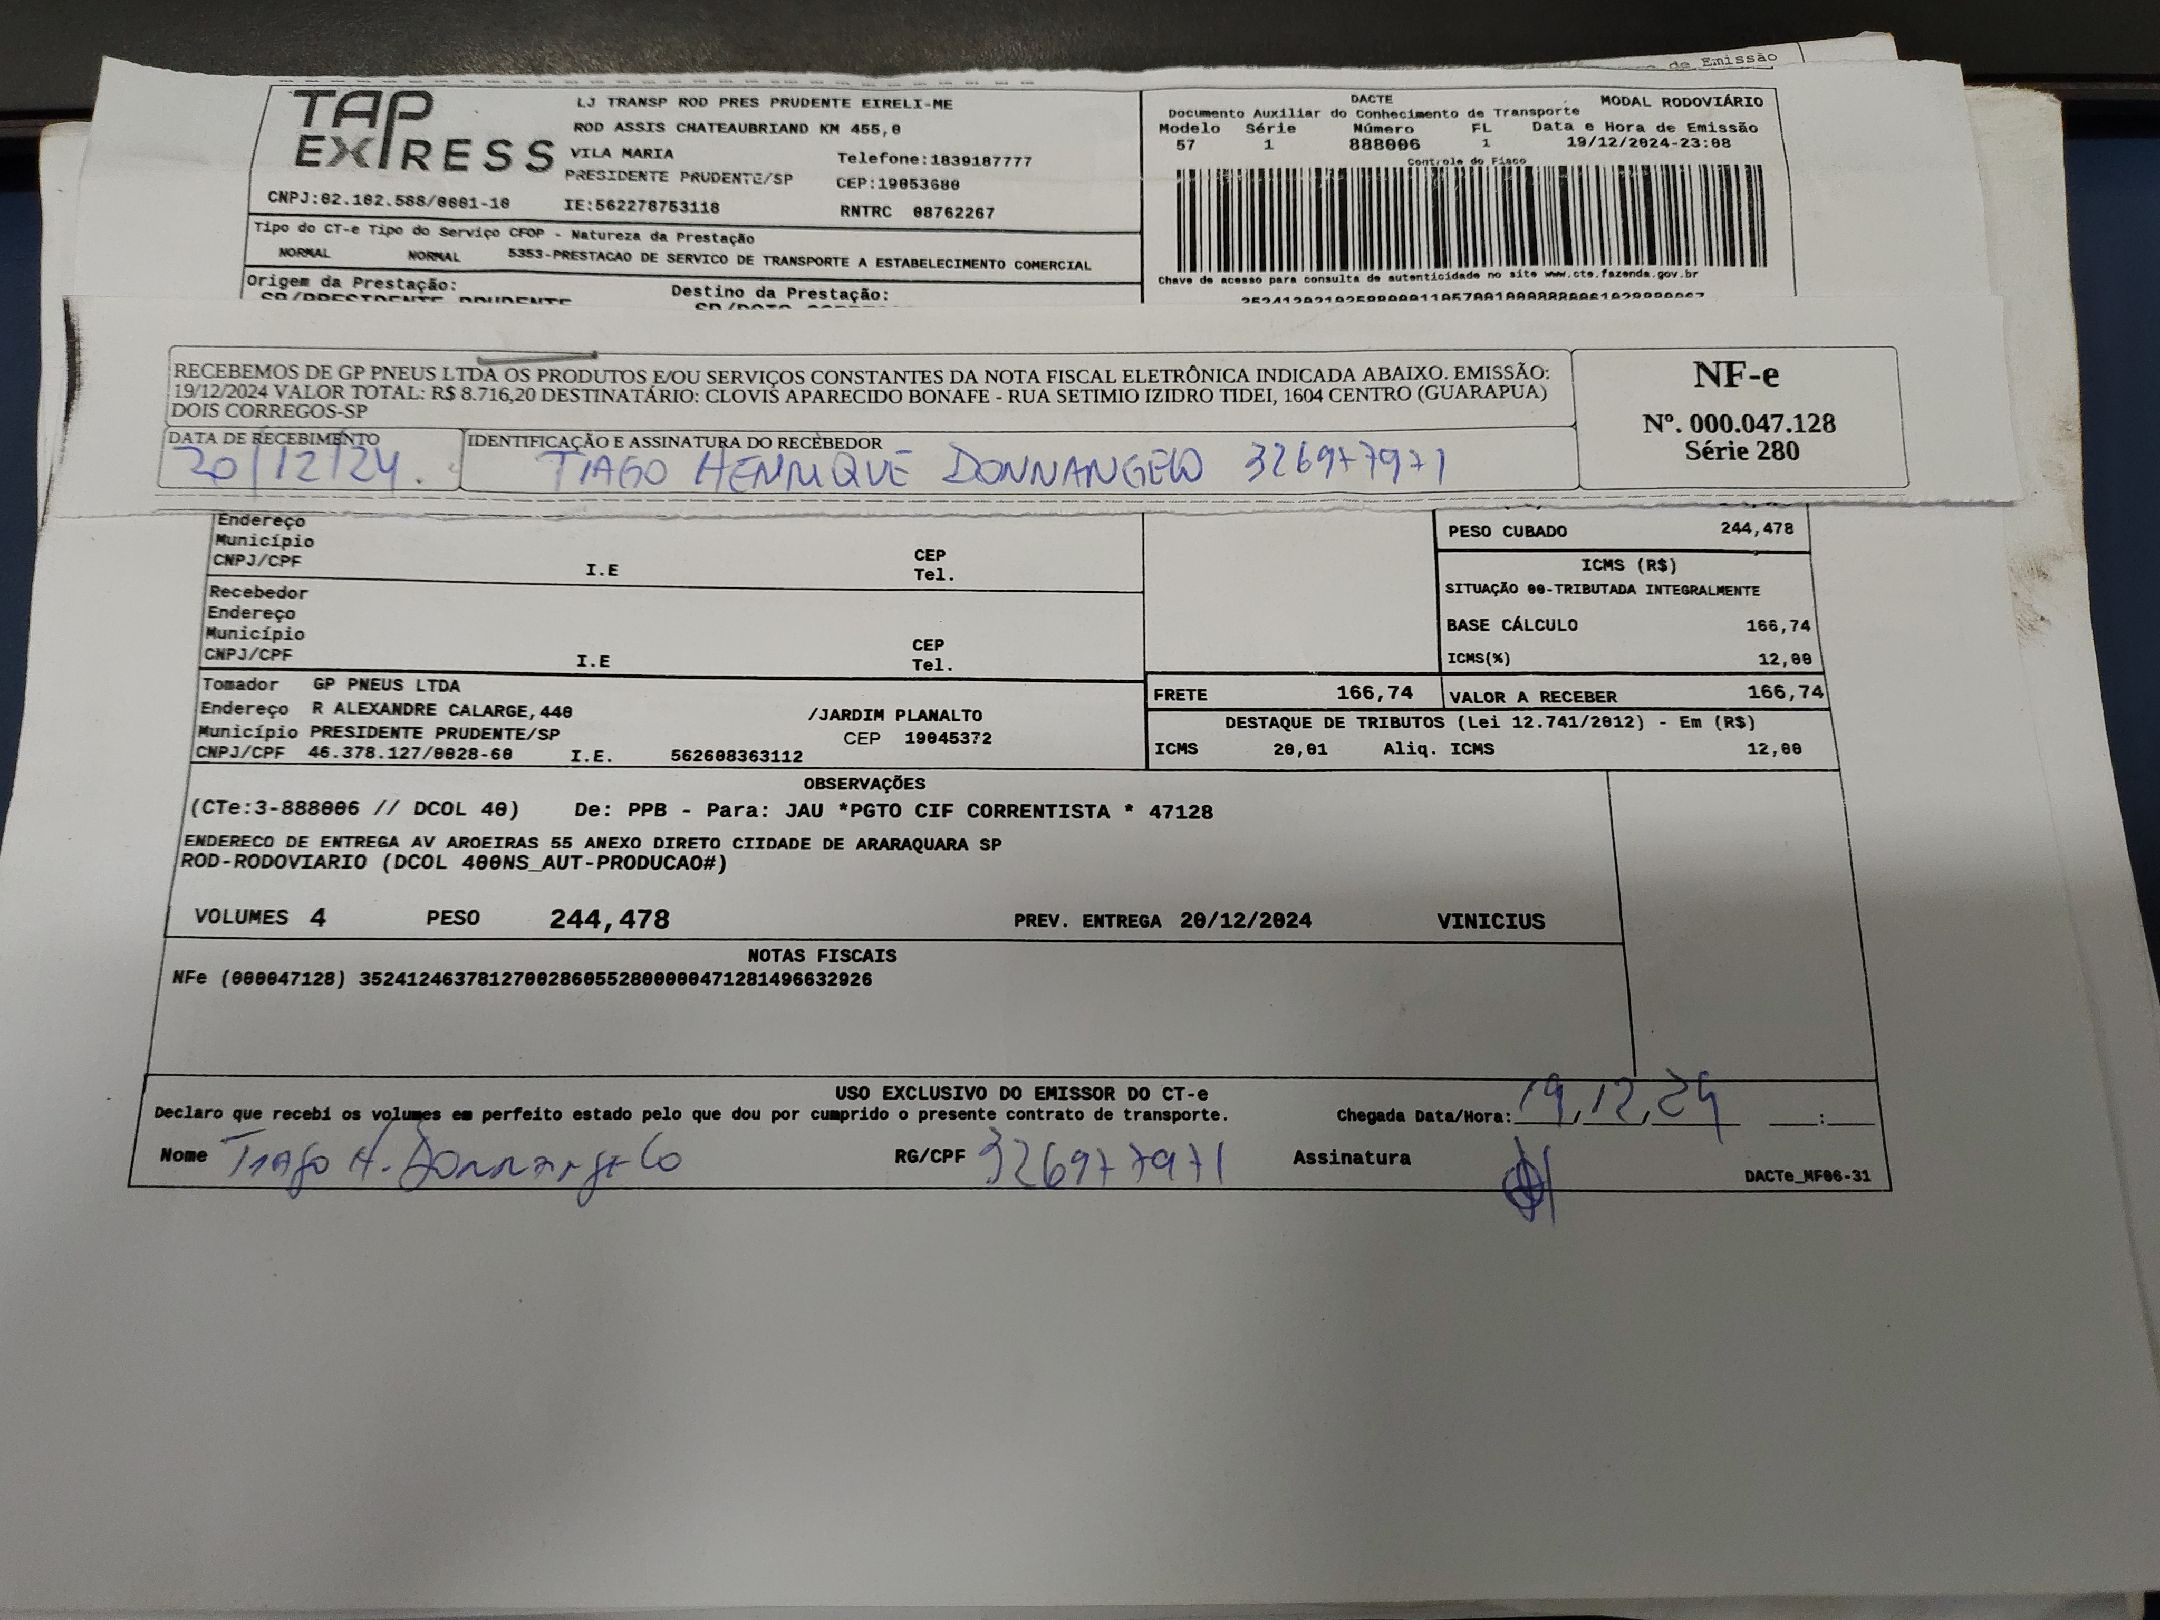 de Emissão
TAP EXPRESS
LJ TRANSP ROD PRES PRUDENTE EIRELI-ME
ROD ASSIS CHATEAUBRIAND KM 455,0
VILA MARIA Telefone:1839187777
PRESIDENTE PRUDENTE/SP CEP:19053680
CNPJ:02.102.588/0001-10 IE:562278753118 RNTRC 08762267
DACTE MODAL RODOVIÁRIO
Documento Auxiliar do Conhecimento de Transporte
Modelo Série Número FL Data e Hora de Emissão
57 1 888006 1 19/12/2024-23:08
Controle do Fisco
Chave de acesso para consulta de autenticidade no site www.cte.fazenda.gov.br
Tipo do CT-e Tipo do Serviço CFOP - Natureza da Prestação
NORMAL NORMAL 5353-PRESTACAO DE SERVICO DE TRANSPORTE A ESTABELECIMENTO COMERCIAL
Origem da Prestação: Destino da Prestação:
SP/PRESIDENTE PRUDENTE
RECEBEMOS DE GP PNEUS LTDA OS PRODUTOS E/OU SERVIÇOS CONSTANTES DA NOTA FISCAL ELETRÔNICA INDICADA ABAIXO. EMISSÃO:
19/12/2024 VALOR TOTAL: R$ 8.716,20 DESTINATÁRIO: CLOVIS APARECIDO BONAFE - RUA SETIMIO IZIDRO TIDEI, 1604 CENTRO (GUARAPUA)
DOIS CORREGOS-SP
NF-e
Nº. 000.047.128
Série 280
DATA DE RECEBIMENTO IDENTIFICAÇÃO E ASSINATURA DO RECEBEDOR
20/12/24. TIAGO HENRIQUE DONNANGELO 326977971
Endereço
Município CEP
CNPJ/CPF I.E Tel.
Recebedor
Endereço
Município CEP
CNPJ/CPF I.E Tel.
PESO CUBADO 244,478
ICMS (R$)
SITUAÇÃO 00-TRIBUTADA INTEGRALMENTE
BASE CÁLCULO 166,74
ICMS(%) 12,00
Tomador GP PNEUS LTDA
Endereço R ALEXANDRE CALARGE,440 /JARDIM PLANALTO
Município PRESIDENTE PRUDENTE/SP CEP 19045372
CNPJ/CPF 46.378.127/0028-60 I.E. 562608363112
FRETE 166,74 VALOR A RECEBER 166,74
DESTAQUE DE TRIBUTOS (Lei 12.741/2012) - Em (R$)
ICMS 20,01 Aliq. ICMS 12,00
OBSERVAÇÕES
(CTe:3-888006 // DCOL 40) De: PPB - Para: JAU *PGTO CIF CORRENTISTA * 47128
ENDERECO DE ENTREGA AV AROEIRAS 55 ANEXO DIRETO CIIDADE DE ARARAQUARA SP
ROD-RODOVIARIO (DCOL 400NS_AUT-PRODUCAO#)
VOLUMES 4 PESO 244,478 PREV. ENTREGA 20/12/2024 VINICIUS
NOTAS FISCAIS
NFe (000047128) 35241246378127002860552800000471281496632926
USO EXCLUSIVO DO EMISSOR DO CT-e
Declaro que recebi os volumes em perfeito estado pelo que dou por cumprido o presente contrato de transporte. Chegada Data/Hora: 19,12,24 :
Nome Tiago H. Donnangelo RG/CPF 326977971 Assinatura
DACTe_MF06-31